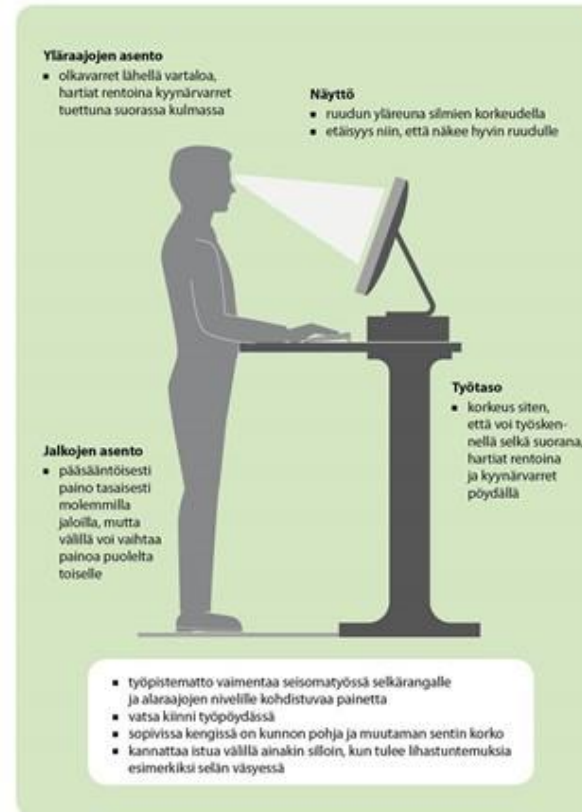 Yläraajojen asento
▪ olkavarret lähellä vartaloa,
hartiat rentoina kyynärvarret
tuettuna suorassa kulmassa
Näyttö
▪ ruudun yläreuna silmien korkeudella
▪ etäisyys niin, että näkee hyvin ruudulle
Työtaso
▪ korkeus siten,
että voi työsken-
nellä selkä suorana,
hartiat rentoina
ja kyynärvarret
pöydällä
Jalkojen asento
▪ pääsääntöisesti
paino tasaisesti
molemmilla
jaloilla, mutta
välillä voi vaihtaa
painoa puolelta
toiselle
▪ työpistematto vaimentaa seisomatyössä selkärangalle
ja alaraajojen nivelille kohdistuvaa painetta
▪ vatsa kiinni työpöydässä
▪ sopivissa kengissä on kunnon pohja ja muutaman sentin korko
▪ kannattaa istua välillä ainakin silloin, kun tulee lihastuntemuksia
esimerkiksi selän väsyessä